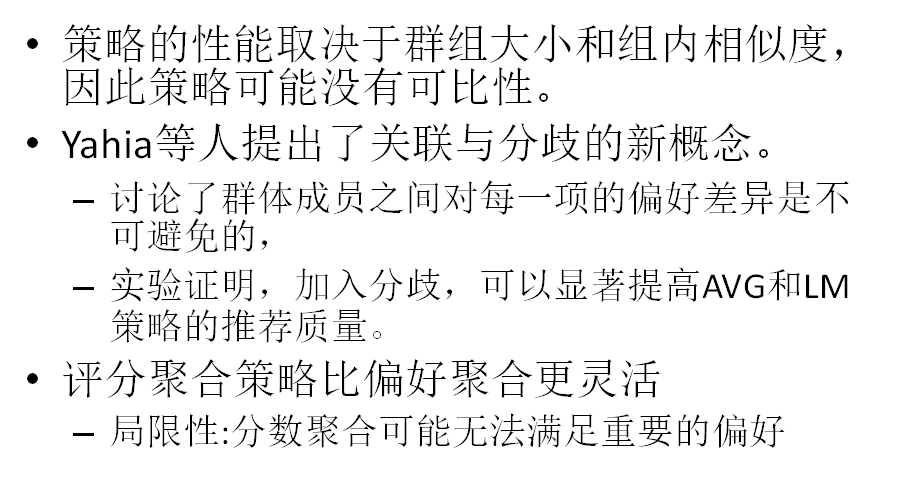 • 策略的性能取决于群组大小和组内相似度，
因此策略可能没有可比性。
• Yahia等人提出了关联与分歧的新概念。
– 讨论了群体成员之间对每一项的偏好差异是不
可避免的，
– 实验证明，加入分歧，可以显著提高AVG和LM
策略的推荐质量。
• 评分聚合策略比偏好聚合更灵活
– 局限性:分数聚合可能无法满足重要的偏好